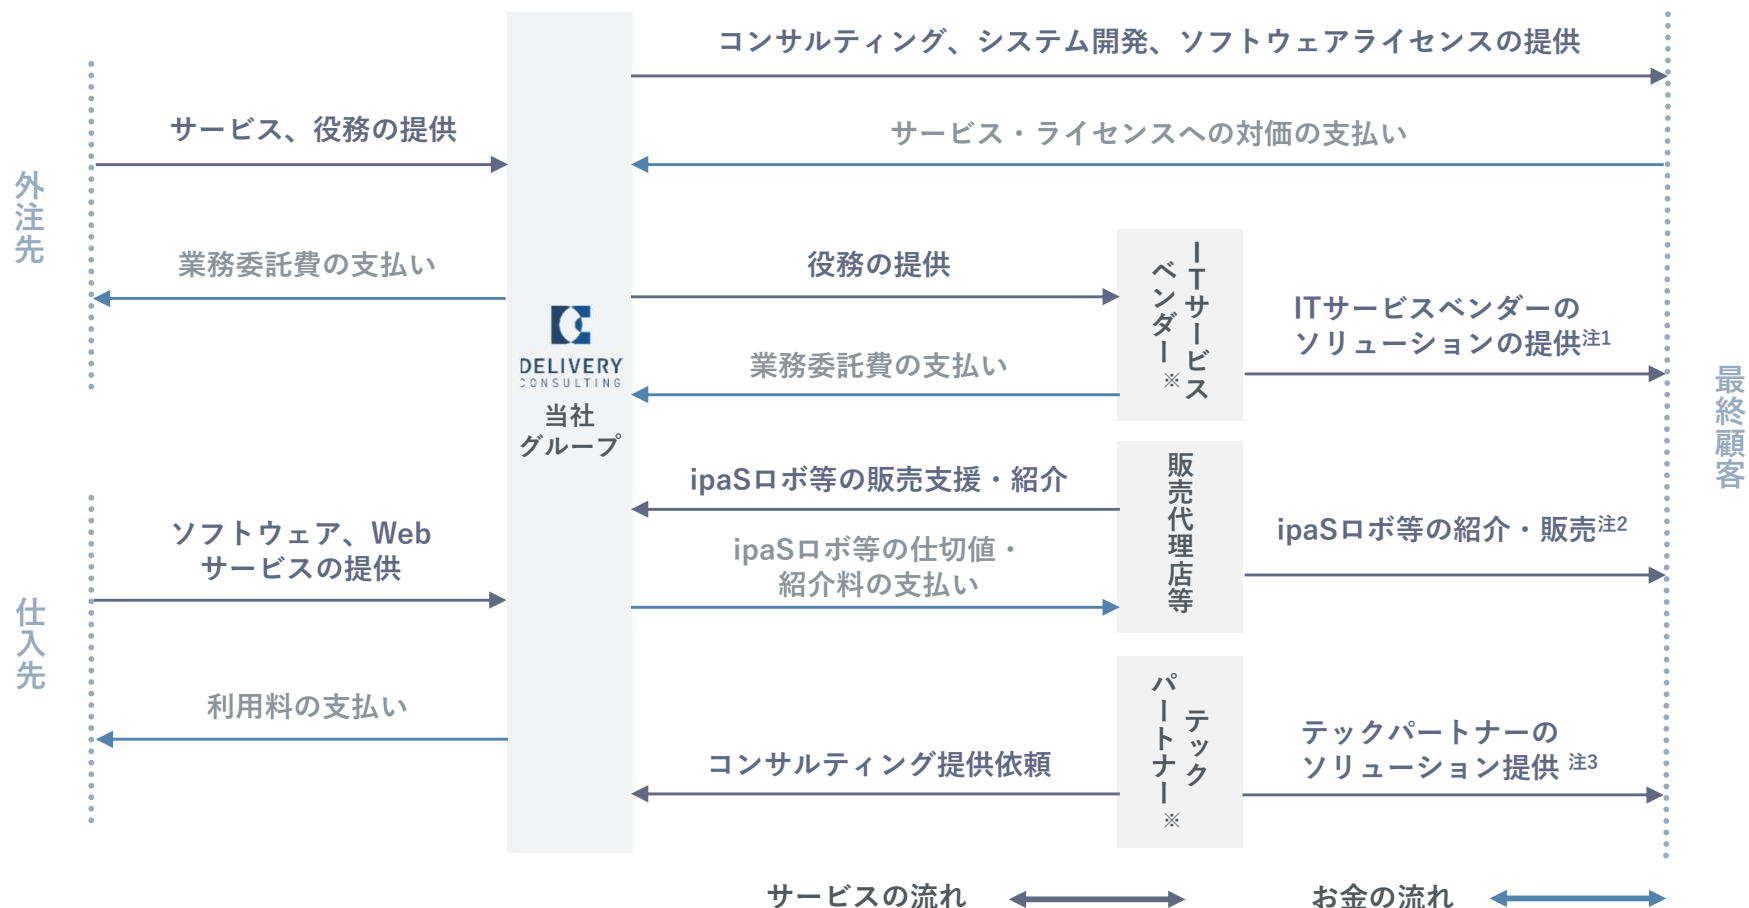 コンサルティング、システム開発、ソフトウェアライセンスの提供
サービス、役務の提供
サービス・ライセンスへの対価の支払い
外注先
業務委託費の支払い
役務の提供
ITサービス
ベンダー※
ITサービスベンダーの
ソリューションの提供注1
業務委託費の支払い
DELIVERY
CONSULTING
当社
グループ
最終顧客
ipaSロボ等の販売支援・紹介
販売代理店等
ソフトウェア、Web
サービスの提供
ipaSロボ等の仕切値・
紹介料の支払い
ipaSロボ等の紹介・販売注2
仕入先
利用料の支払い
コンサルティング提供依頼
テック
パートナー※
テックパートナーの
ソリューション提供 注3
サービスの流れ
お金の流れ